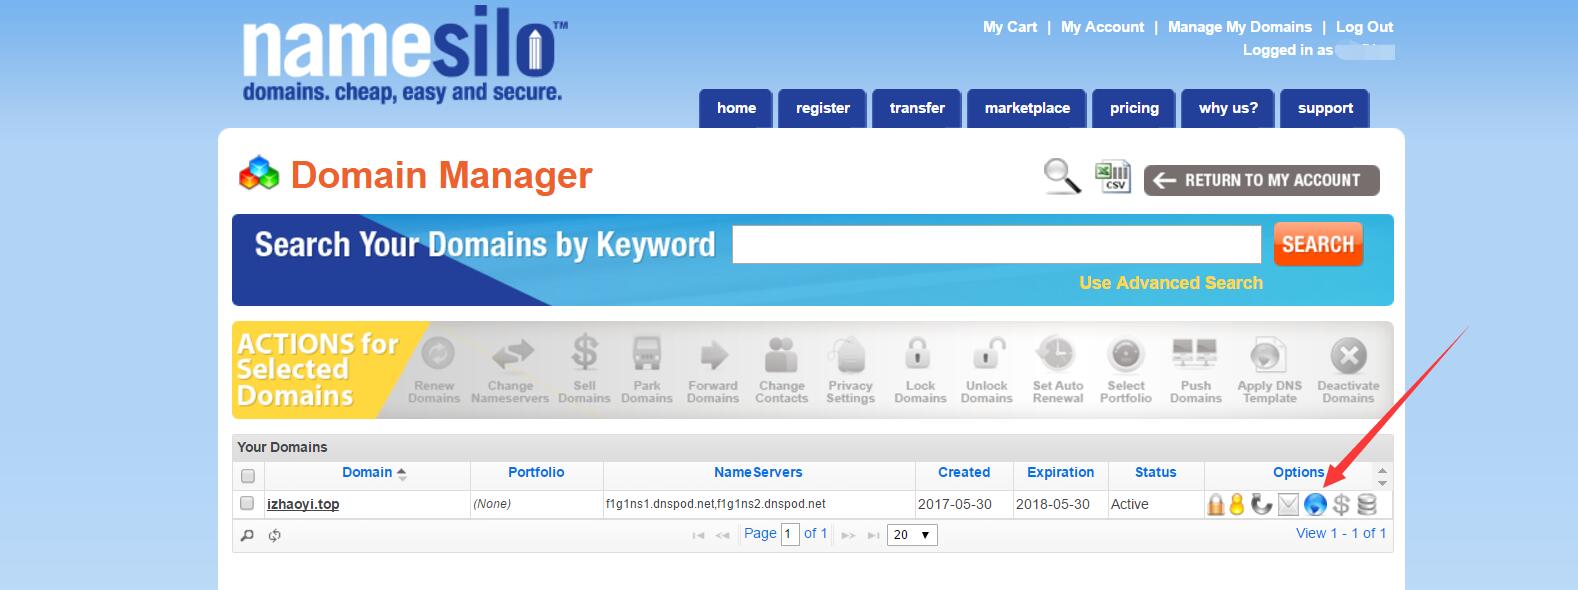 My Cart | My Account | Manage My Domains | Log Out
Logged in as
namesilo™
domains. cheap, easy and secure.
home register transfer marketplace pricing why us? support
Domain Manager
CSV
RETURN TO MY ACCOUNT
Search Your Domains by Keyword
SEARCH
Use Advanced Search
ACTIONS for
Selected
Domains
Renew
Domains
Change
Nameservers
Sell
Domains
Park
Domains
Forward
Domains
Change
Contacts
Privacy
Settings
Lock
Domains
Unlock
Domains
Set Auto
Renewal
Select
Portfolio
Push
Domains
Apply DNS
Template
Deactivate
Domains
Your Domains
Domain Portfolio NameServers Created Expiration Status Options
izhaoyi.top (None) f1g1ns1.dnspod.net,f1g1ns2.dnspod.net 2017-05-30 2018-05-30 Active
Page 1 of 1 20 View 1 - 1 of 1